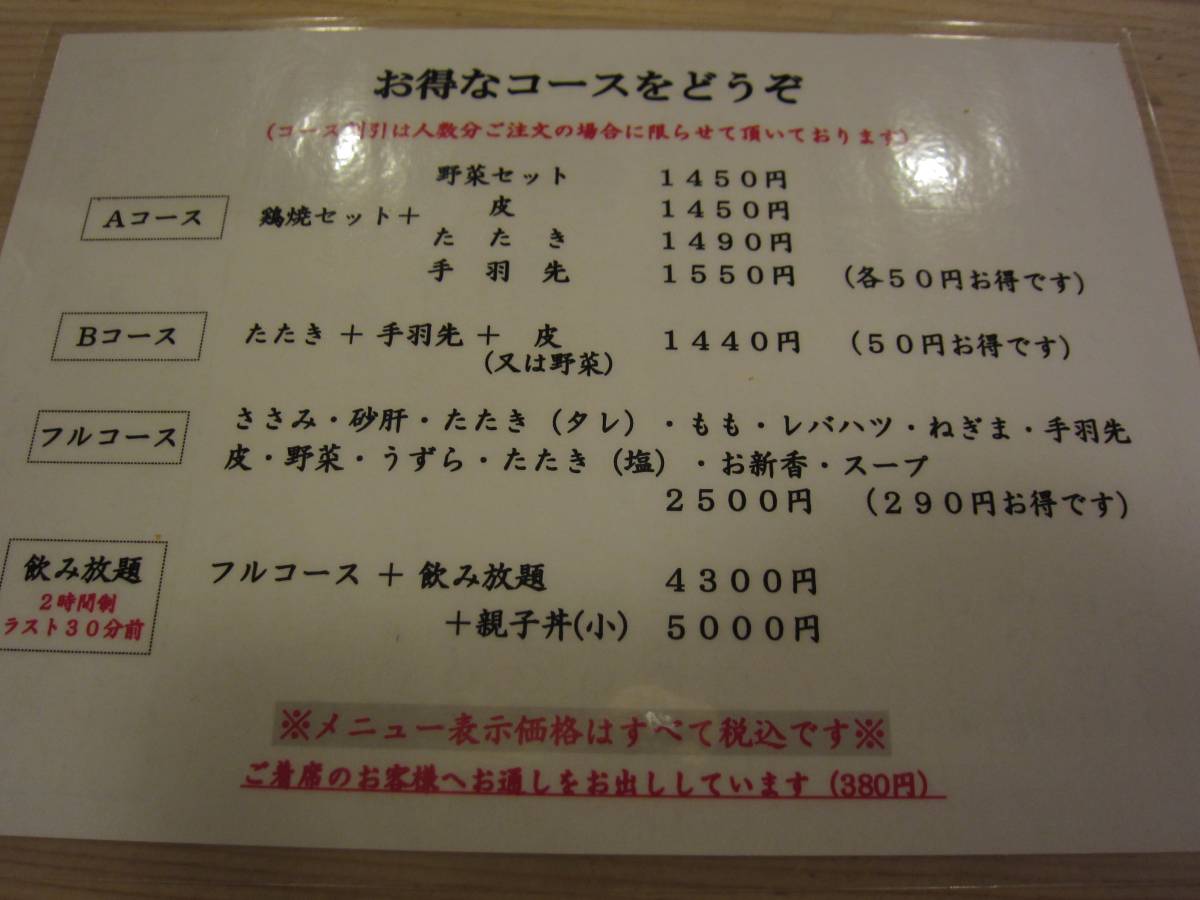 お得なコースをどうぞ
(コース割引は人数分ご注文の場合に限らせて頂いております)
野菜セット １４５０円
Aコース 鶏焼セット＋ 皮 １４５０円
たたき １４９０円
手羽先 １５５０円 (各５０円お得です)
Bコース たたき ＋ 手羽先 ＋ 皮 １４４０円 (５０円お得です)
(又は野菜)
フルコース ささみ・砂肝・たたき（タレ）・もも・レバハツ・ねぎま・手羽先
皮・野菜・うずら・たたき（塩）・お新香・スープ
２５００円 (２９０円お得です)
飲み放題 フルコース ＋ 飲み放題 ４３００円
２時間制
ラスト３０分前
＋親子丼(小) ５０００円
※メニュー表示価格はすべて税込です※
ご着席のお客様へお通しをお出ししています（380円）